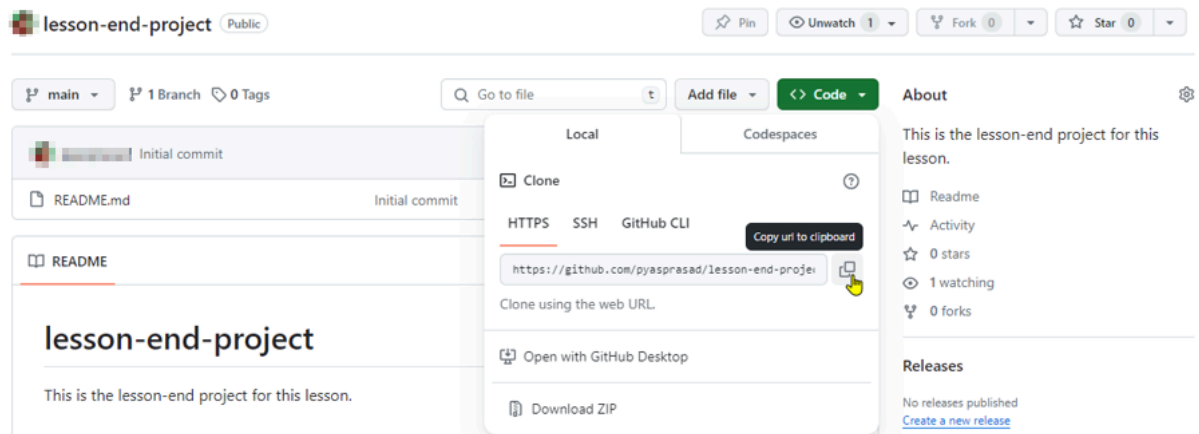 lesson-end-project Public
Pin Unwatch 1 Fork 0 Star 0
main 1 Branch 0 Tags Go to file t Add file <> Code
Initial commit
README.md Initial commit
README
lesson-end-project
This is the lesson-end project for this lesson.
Local Codespaces
Clone
HTTPS SSH GitHub CLI
Copy url to clipboard
https://github.com/pyasprasad/lesson-end-proje
Clone using the web URL.
Open with GitHub Desktop
Download ZIP
About
This is the lesson-end project for this
lesson.
Readme
Activity
0 stars
1 watching
0 forks
Releases
No releases published
Create a new release